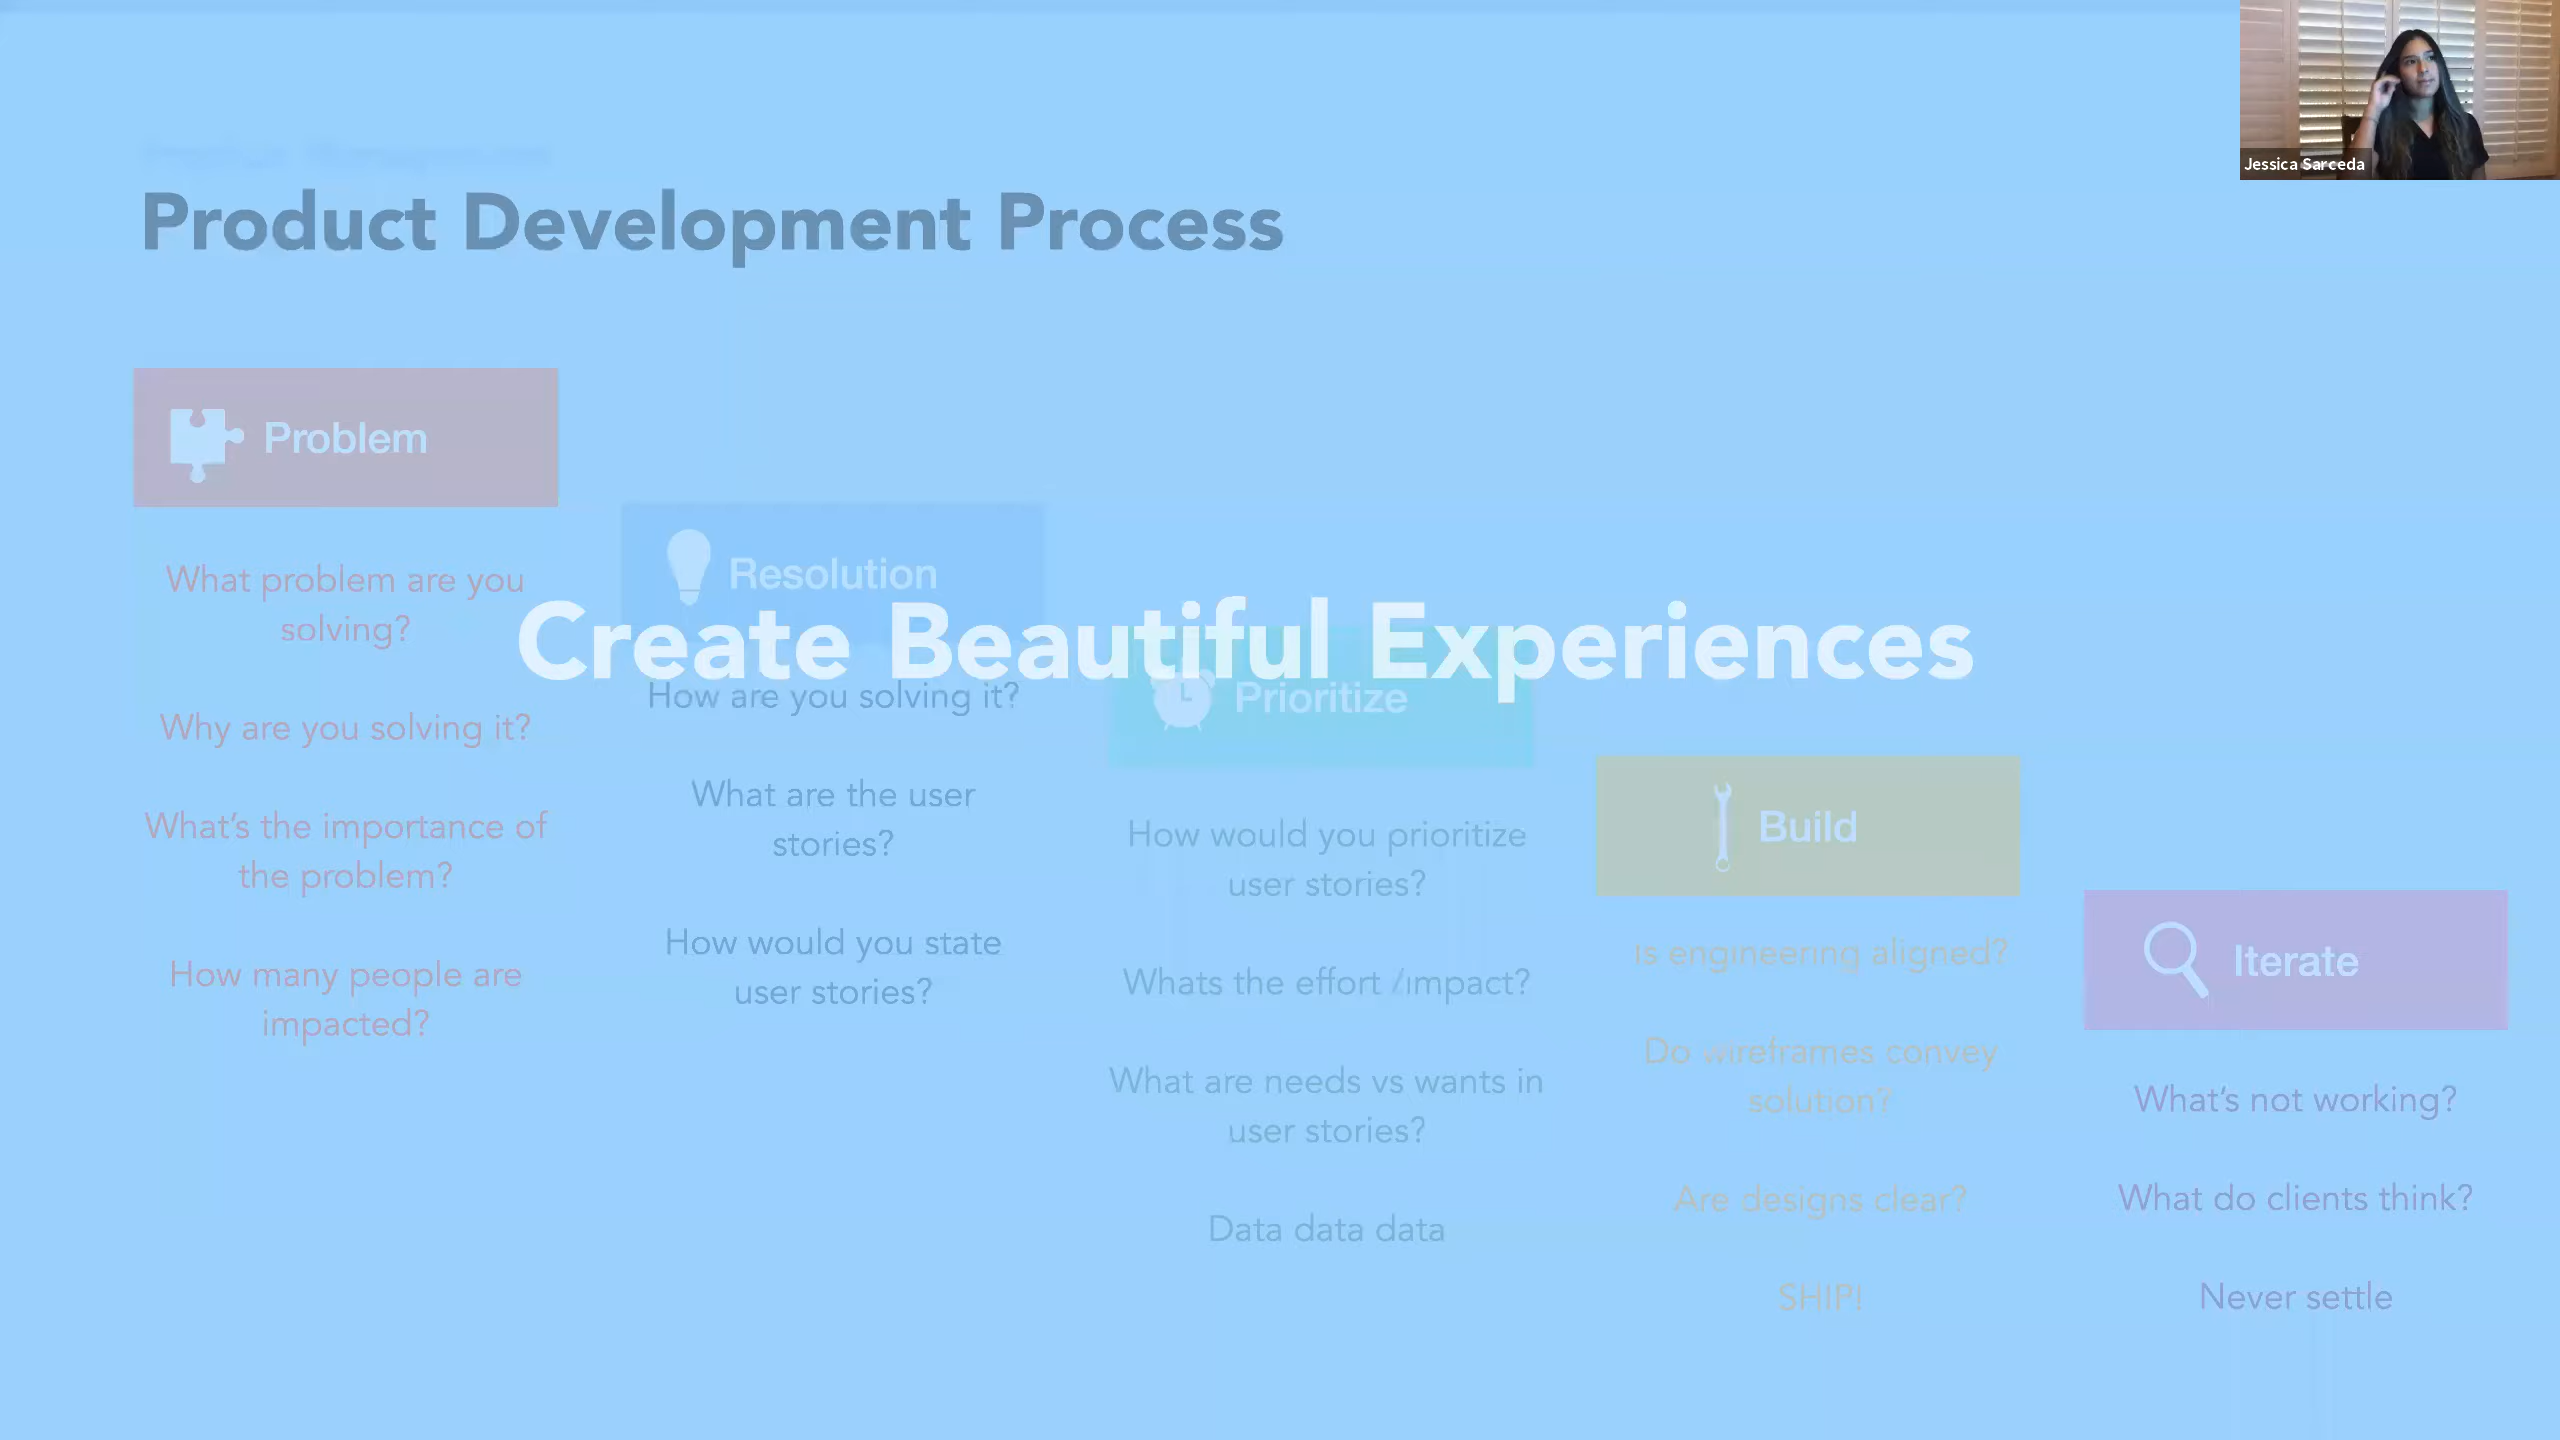 Jessica Sarceda
Product Development Process
Problem
What problem are you
solving?
Why are you solving it?
What's the importance of
the problem?
How many people are
impacted?
Resolution
Create Beautiful Experiences
How are you solving it?
What are the user
stories?
How would you state
user stories?
Prioritize
How would you prioritize
user stories?
Whats the effort /impact?
What are needs vs wants in
user stories?
Data data data
Build
Is engineering aligned?
Do wireframes convey
solution?
Are designs clear?
SHIP!
Iterate
What's not working?
What do clients think?
Never settle